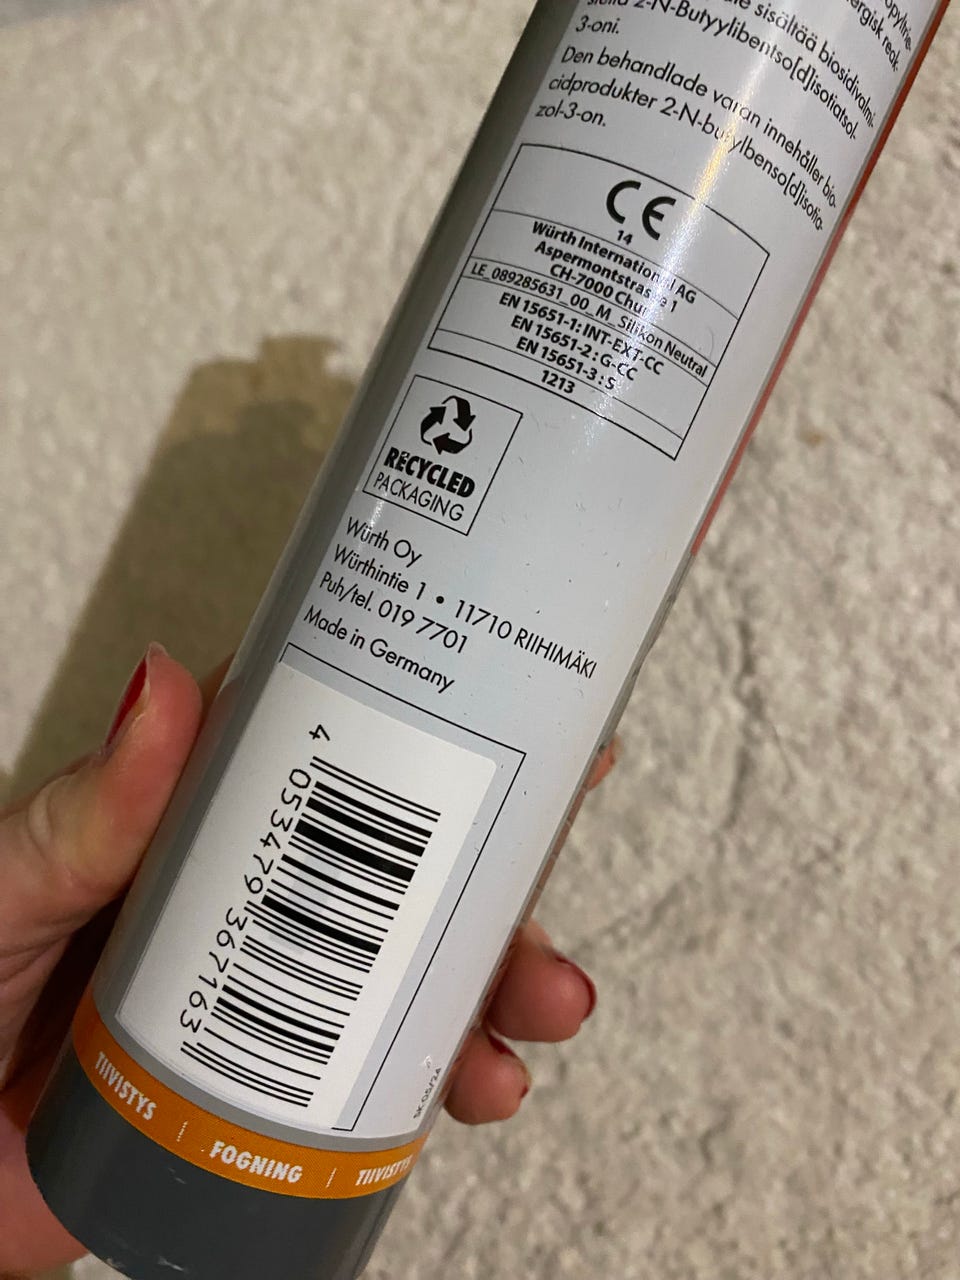 sisältää biosidivalmi-
2-N-Butyylibentso[d]isotiatsol-
3-oni.
Den behandlade varan innehåller bio-
cidprodukter 2-N-butylbenso[d]isotia-
zol-3-on.
CE
14
Würth International AG
Aspermontstrasse 1
CH-7000 Chur
LE_089285631_00_M_Silikon Neutral
EN 15651-1: INT-EXT-CC
EN 15651-2 : G-CC
EN 15651-3 : S
1213
RECYCLED
PACKAGING
Würth Oy
Würthintie 1 • 11710 RIIHIMÄKI
Puh/tel. 019 7701
Made in Germany
4 053479 367163
SK 05/24
TIIVISTYS | FOGNING | TIIVISTYS